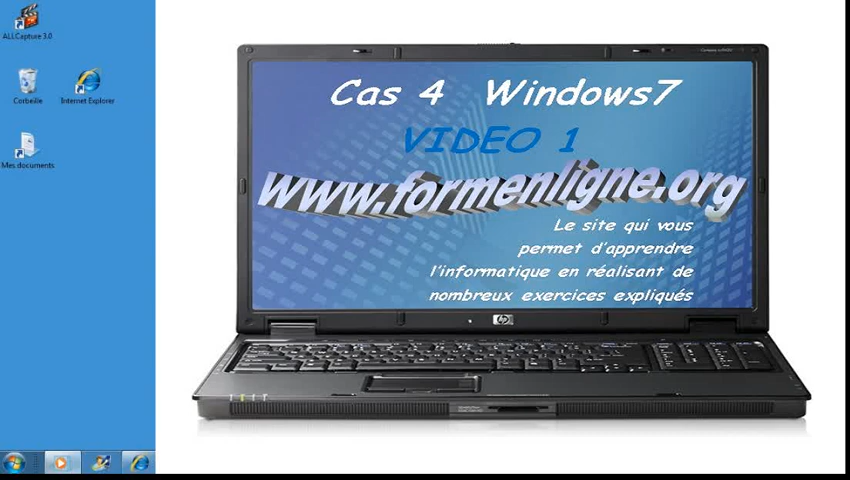 ALLCapture 3.0
Corbeille
Internet Explorer
Mes documents
Cas 4 Windows7
VIDEO 1
www.formenligne.org
Le site qui vous
permet d'apprendre
l'informatique en réalisant de
nombreux exercices expliqués
hp